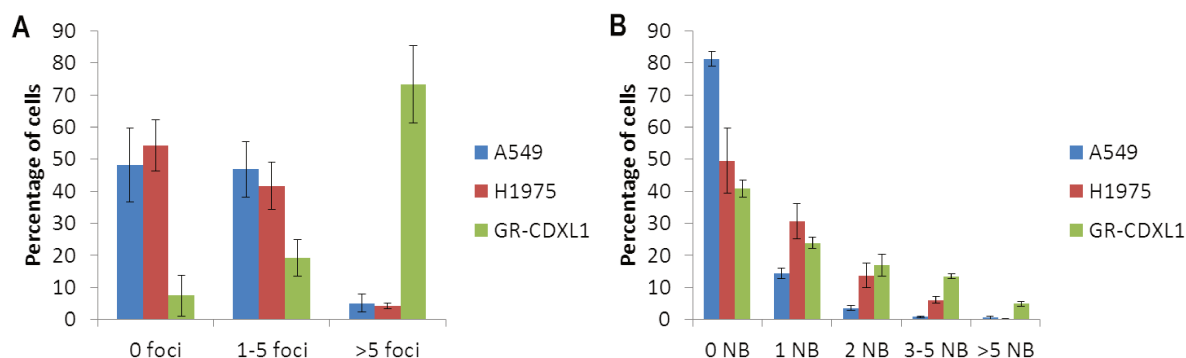 A
Percentage of cells
90
80
70
60
50
40
30
20
10
0
0 foci
1-5 foci
>5 foci
A549
H1975
GR-CDXL1
B
Percentage of cells
90
80
70
60
50
40
30
20
10
0
0 NB
1 NB
2 NB
3-5 NB
>5 NB
A549
H1975
GR-CDXL1